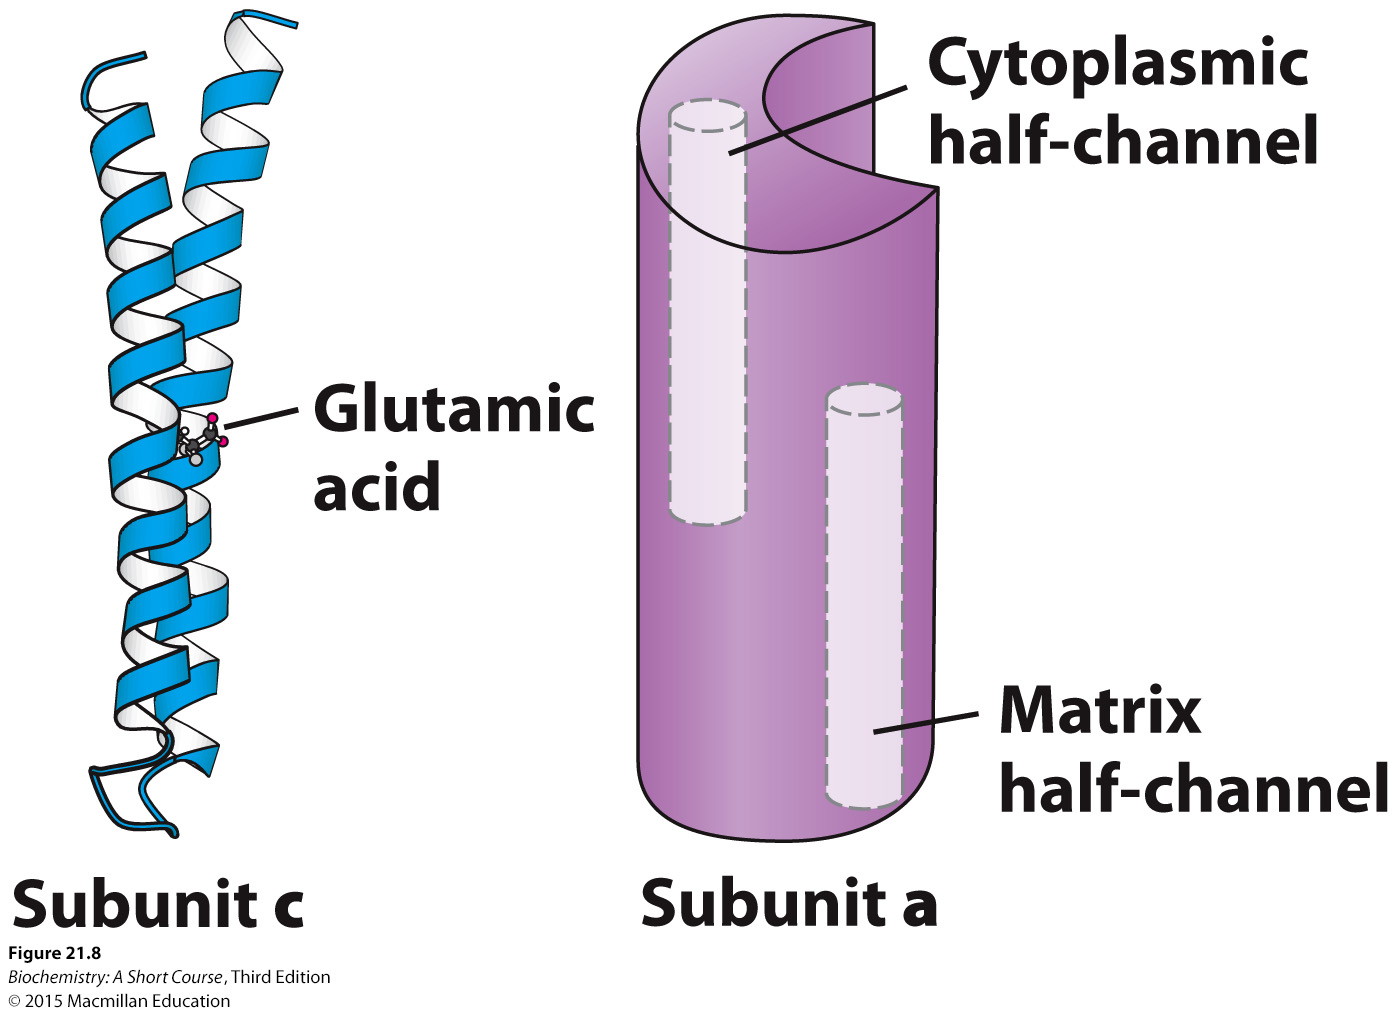 Cytoplasmic
half-channel
Glutamic
acid
Matrix
half-channel
Subunit c
Subunit a
Figure 21.8
Biochemistry: A Short Course, Third Edition
© 2015 Macmillan Education